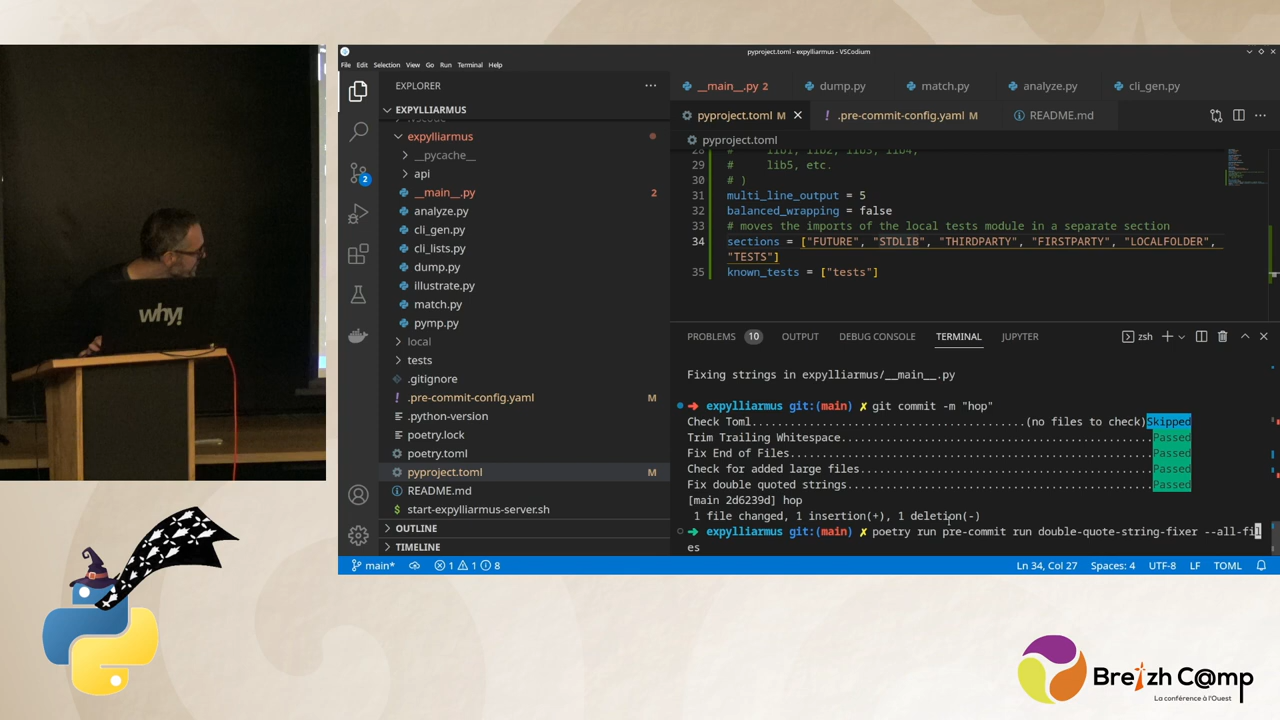 why!
pyproject.toml - expylliarmus - VSCodium
File Edit Selection View Go Run Terminal Help
EXPLORER
EXPYLLIARMUS
expylliarmus
__pycache__
api
__main__.py 2
analyze.py
cli_gen.py
cli_lists.py
dump.py
illustrate.py
match.py
pymp.py
local
tests
.gitignore
.pre-commit-config.yaml M
.python-version
poetry.lock
poetry.toml
pyproject.toml M
README.md
start-expylliarmus-server.sh
OUTLINE
TIMELINE
__main__.py 2 dump.py match.py analyze.py cli_gen.py
pyproject.toml M .pre-commit-config.yaml M README.md
pyproject.toml
28 # lib1, lib2, lib3, lib4,
29 # lib5, etc.
30 # )
31 multi_line_output = 5
32 balanced_wrapping = false
33 # moves the imports of the local tests module in a separate section
34 sections = ["FUTURE", "STDLIB", "THIRDPARTY", "FIRSTPARTY", "LOCALFOLDER",
"TESTS"]
35 known_tests = ["tests"]
PROBLEMS 10 OUTPUT DEBUG CONSOLE TERMINAL JUPYTER zsh
Fixing strings in expylliarmus/__main__.py
➜ expylliarmus git:(main) ✗ git commit -m "hop"
Check Toml...........................................(no files to check)Skipped
Trim Trailing Whitespace.................................................Passed
Fix End of Files.........................................................Passed
Check for added large files..............................................Passed
Fix double quoted strings................................................Passed
[main 2d6239d] hop
1 file changed, 1 insertion(+), 1 deletion(-)
➜ expylliarmus git:(main) ✗ poetry run pre-commit run double-quote-string-fixer --all-fil
es
main* 1 1 8 Ln 34, Col 27 Spaces: 4 UTF-8 LF TOML
2
Breizh C@mp
La conférence à l'Ouest